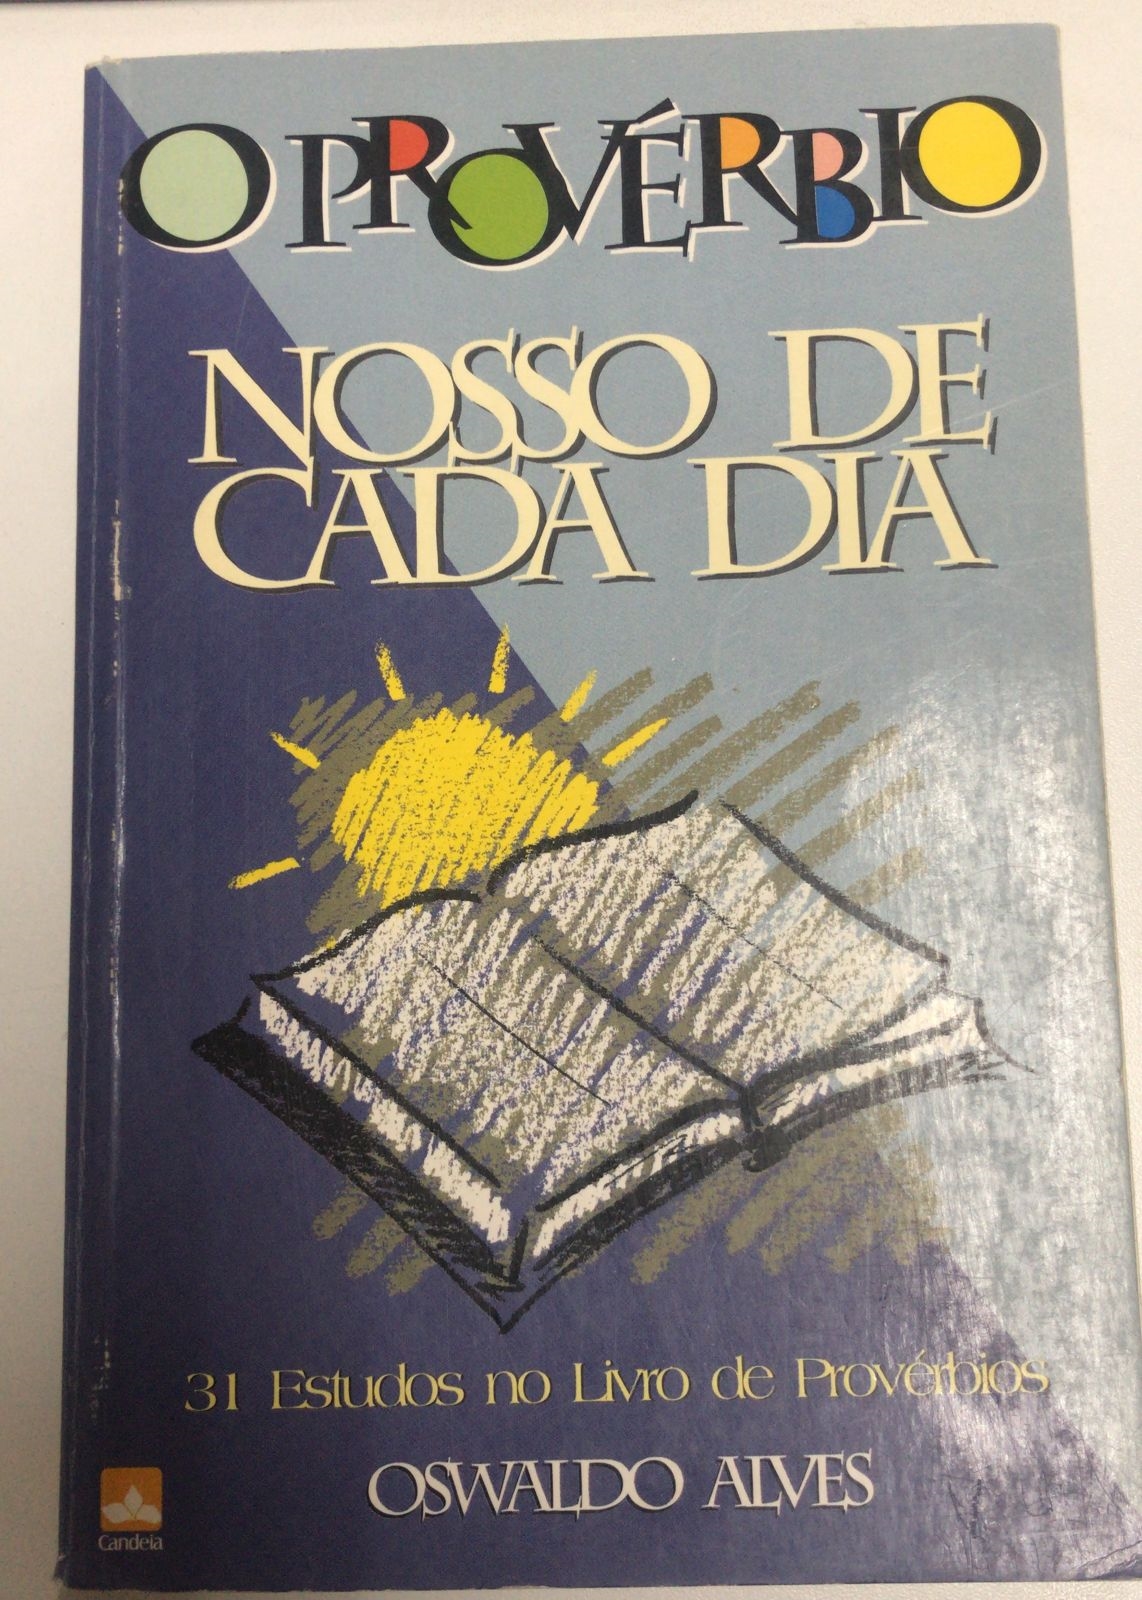 O PROVÉRBIO
NOSSO DE
CADA DIA
31 Estudos no Livro de Provérbios
OSWALDO ALVES
Candeia